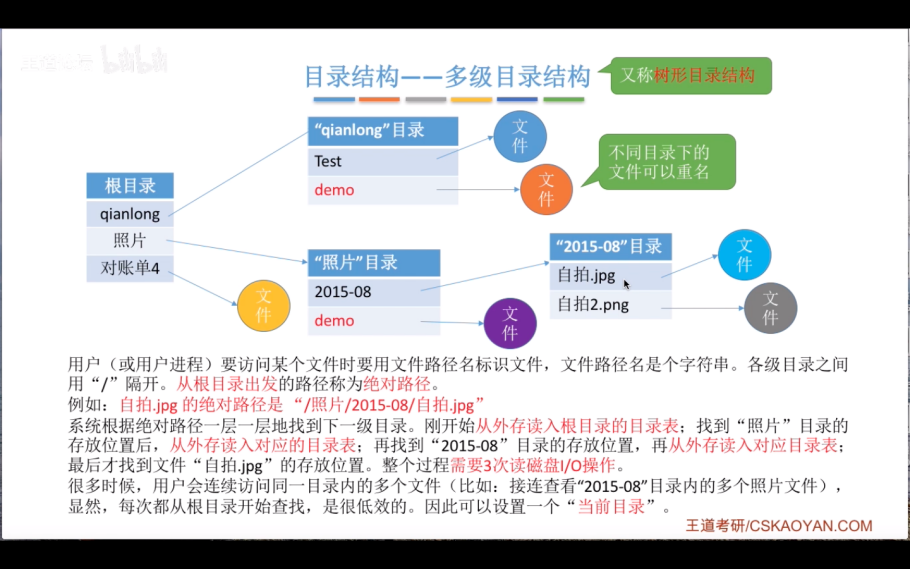 目录结构——多级目录结构
又称树形目录结构
“qianlong”目录
Test
demo
文件
文件
不同目录下的
文件可以重名
根目录
qianlong
照片
对账单4
文件
“照片”目录
2015-08
demo
文件
“2015-08”目录
自拍.jpg
自拍2.png
文件
文件
用户（或用户进程）要访问某个文件时要用文件路径名标识文件，文件路径名是个字符串。各级目录之间
用“/”隔开。从根目录出发的路径称为绝对路径。
例如：自拍.jpg 的绝对路径是 “/照片/2015-08/自拍.jpg”
系统根据绝对路径一层一层地找到下一级目录。刚开始从外存读入根目录的目录表；找到“照片”目录的
存放位置后，从外存读入对应的目录表；再找到“2015-08”目录的存放位置，再从外存读入对应目录表；
最后才找到文件“自拍.jpg”的存放位置。整个过程需要3次读磁盘I/O操作。
很多时候，用户会连续访问同一目录内的多个文件（比如：接连查看“2015-08”目录内的多个照片文件），
显然，每次都从根目录开始查找，是很低效的。因此可以设置一个“当前目录”。
王道考研/CSKAOYAN.COM